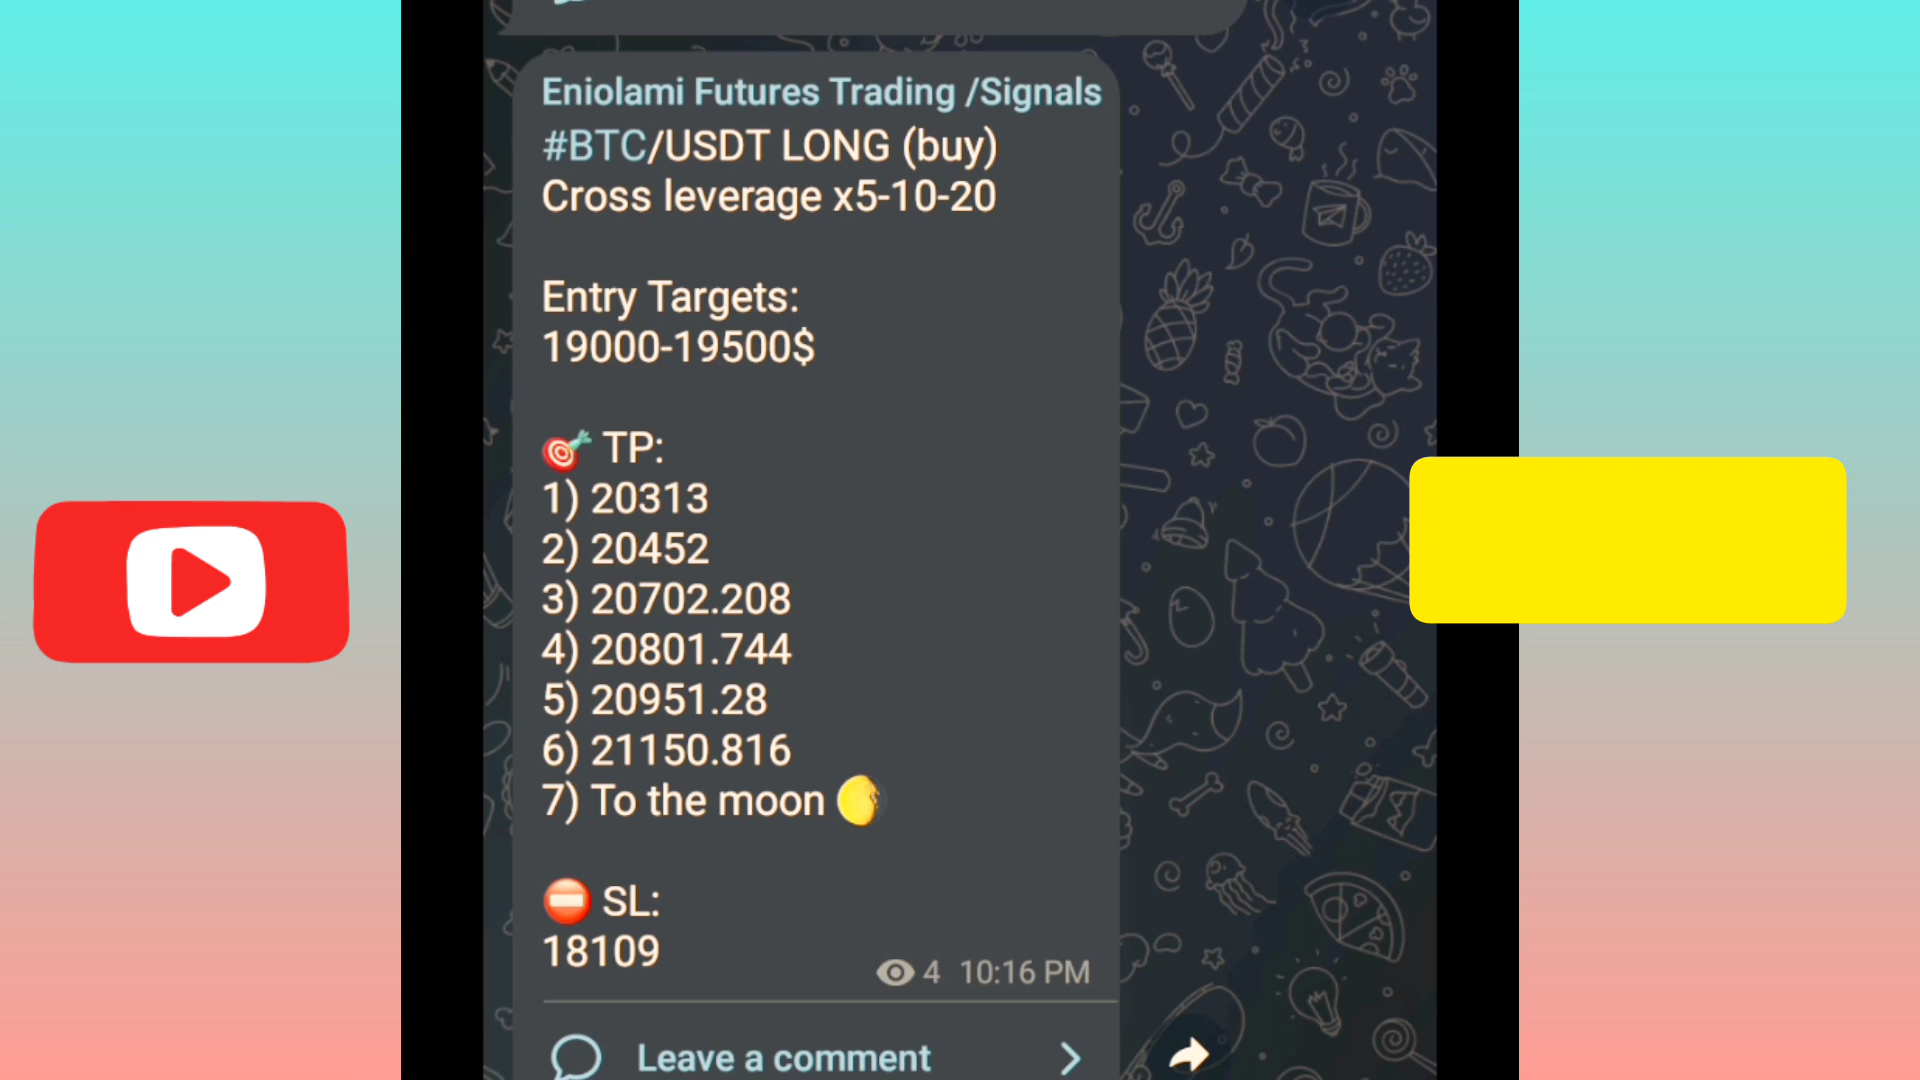 Eniolami Futures Trading /Signals
#BTC/USDT LONG (buy)
Cross leverage x5-10-20
Entry Targets:
19000-19500$
🎯 TP:
1) 20313
2) 20452
3) 20702.208
4) 20801.744
5) 20951.28
6) 21150.816
7) To the moon 🌖
⛔ SL:
18109
4 10:16 PM
Leave a comment